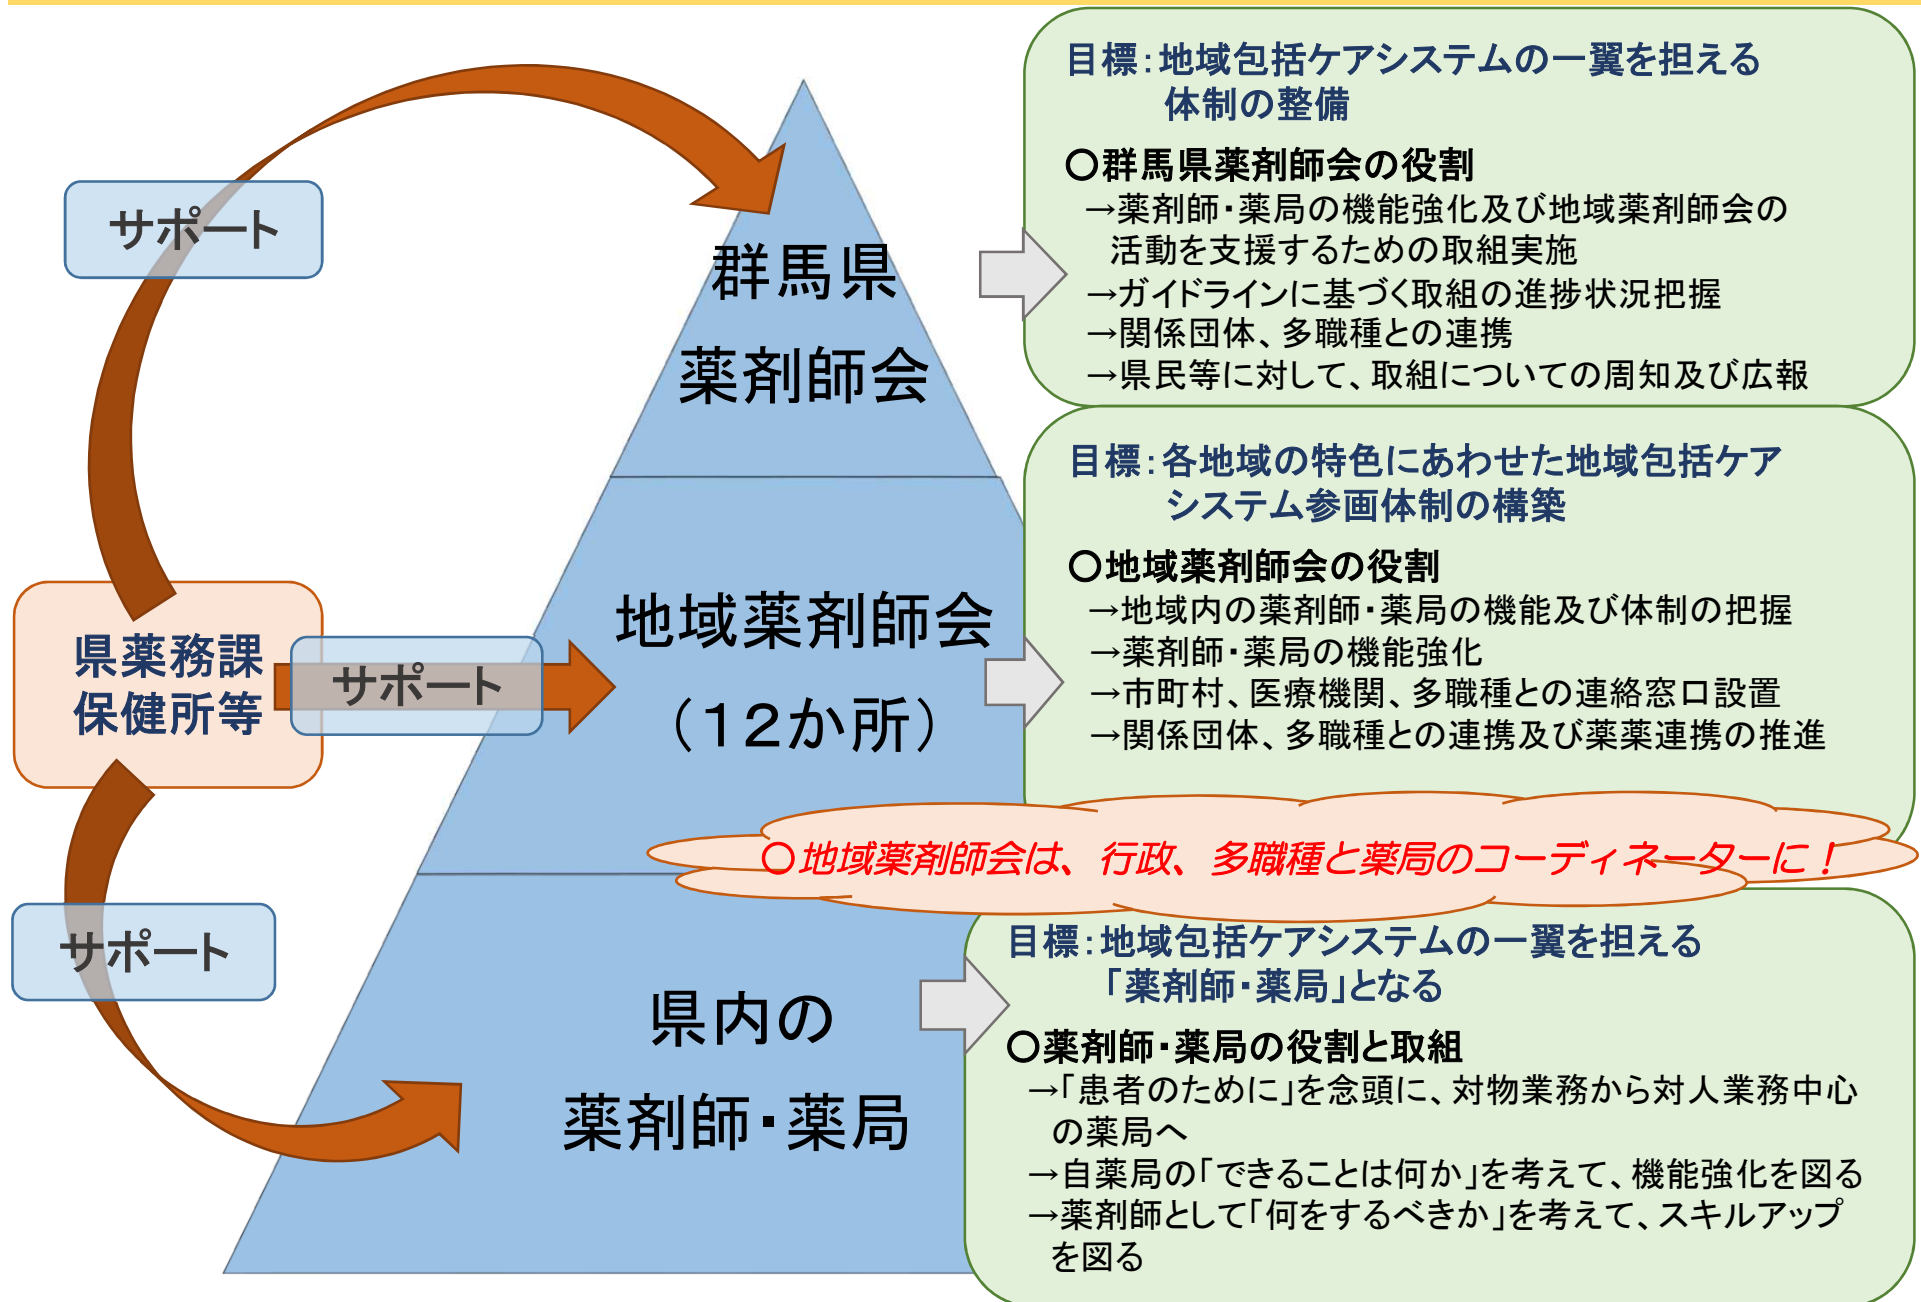 目標：地域包括ケアシステムの一翼を担える
体制の整備
○群馬県薬剤師会の役割
→薬剤師・薬局の機能強化及び地域薬剤師会の
活動を支援するための取組実施
→ガイドラインに基づく取組の進捗状況把握
→関係団体、多職種との連携
→県民等に対して、取組についての周知及び広報
サポート
群馬県
薬剤師会
目標：各地域の特色にあわせた地域包括ケア
システム参画体制の構築
○地域薬剤師会の役割
→地域内の薬剤師・薬局の機能及び体制の把握
→薬剤師・薬局の機能強化
→市町村、医療機関、多職種との連絡窓口設置
→関係団体、多職種との連携及び薬薬連携の推進
県薬務課
保健所等
サポート
地域薬剤師会
（１２か所）
○地域薬剤師会は、行政、多職種と薬局のコーディネーターに！
サポート
県内の
薬剤師・薬局
目標：地域包括ケアシステムの一翼を担える
「薬剤師・薬局」となる
○薬剤師・薬局の役割と取組
→「患者のために」を念頭に、対物業務から対人業務中心
の薬局へ
→自薬局の「できることは何か」を考えて、機能強化を図る
→薬剤師として「何をするべきか」を考えて、スキルアップ
を図る